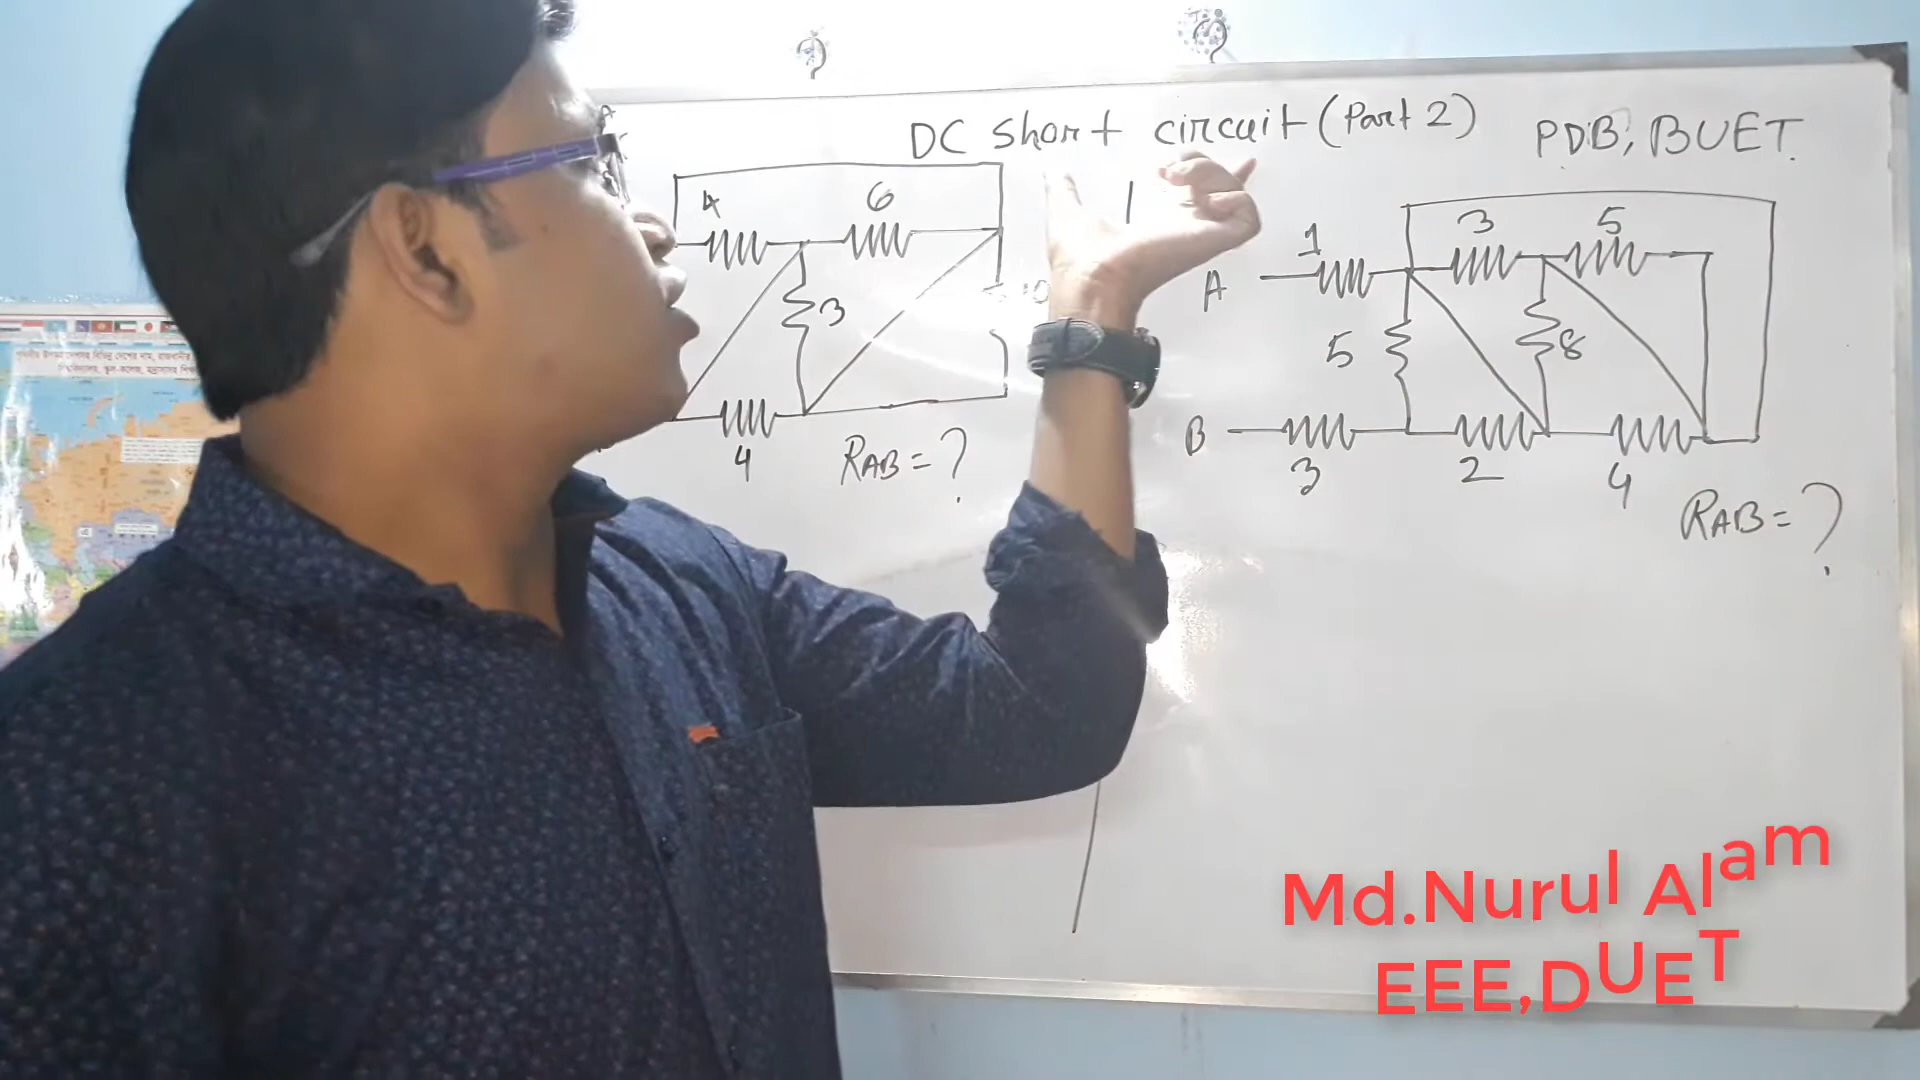 DC short circuit (Part 2)
PDB, BUET.
A
4
6
3
4
RAB = ?
1
3
5
A
5
8
B
3
2
4
RAB = ?
Md.Nurul Alam
EEE,DUET